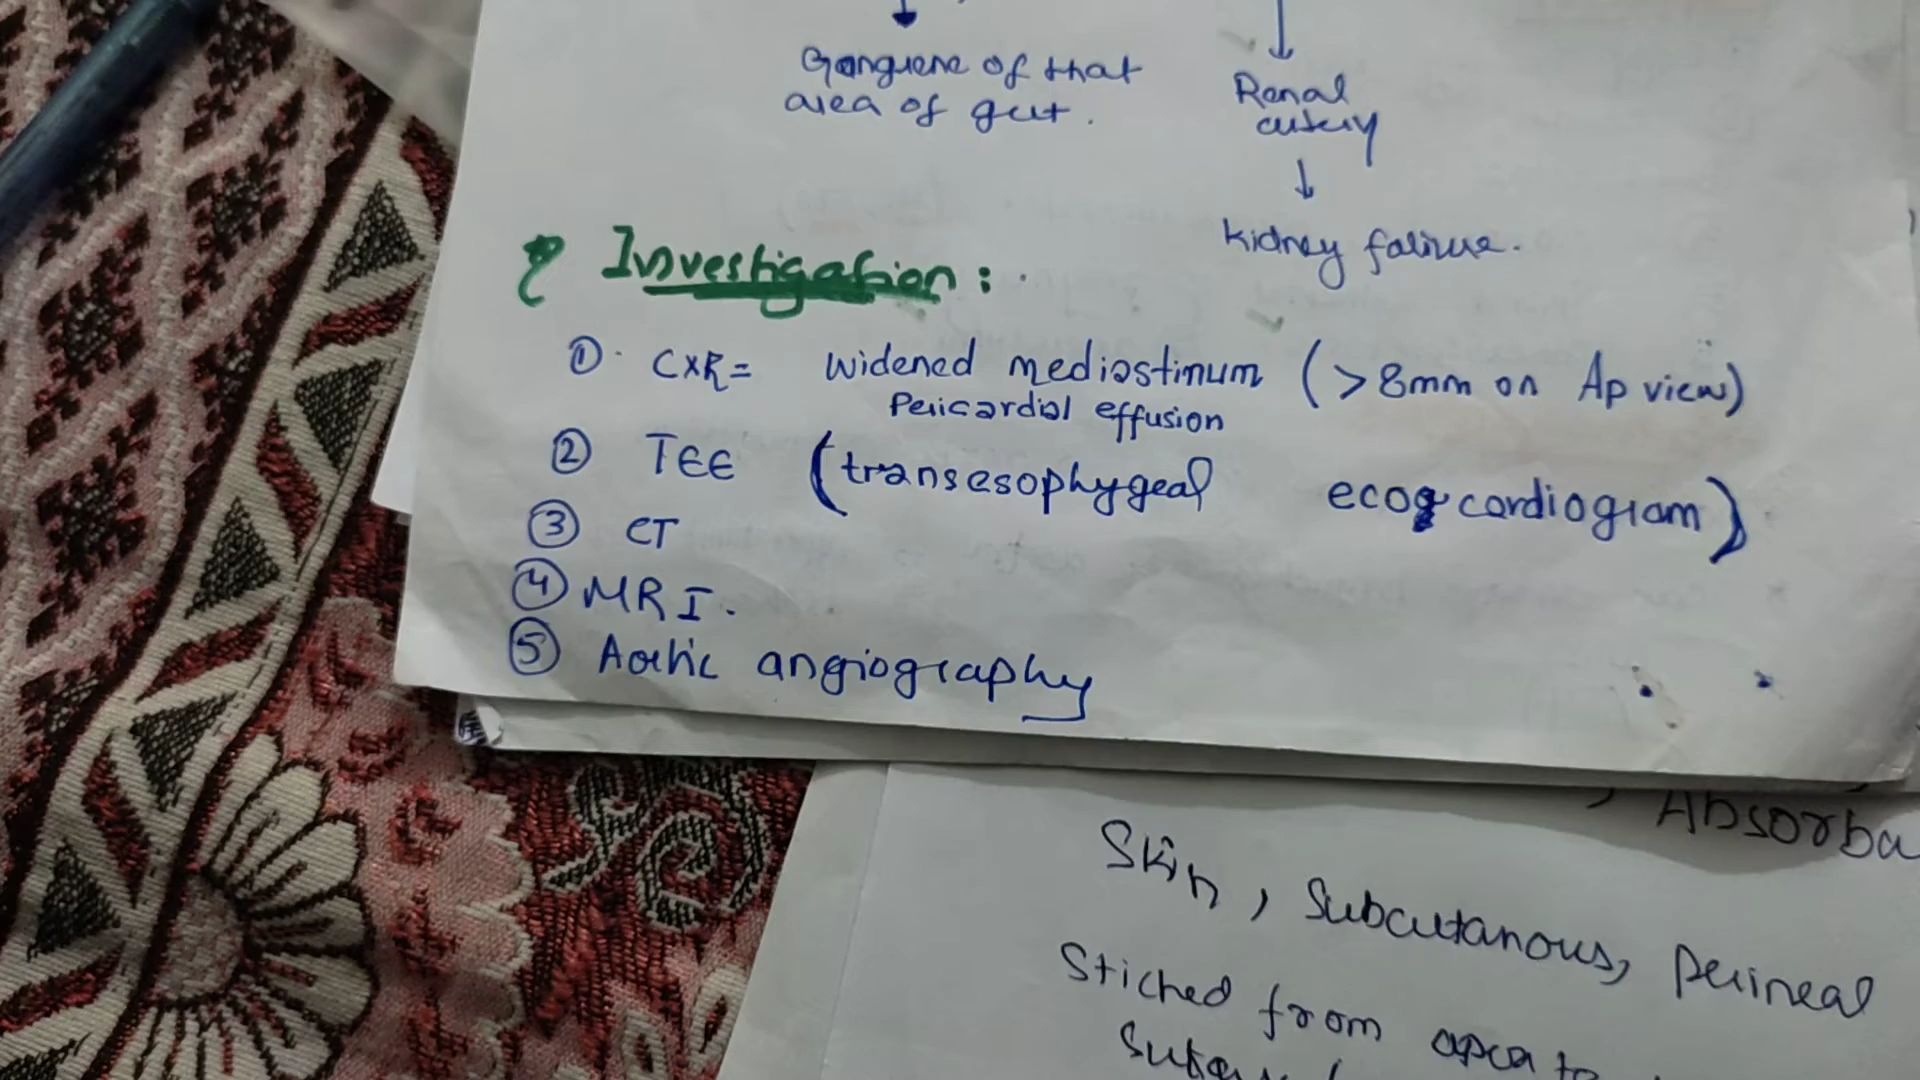 Gangrene of that
area of gut.
Renal
artery
↓
kidney failure.
Investigation:
① CXR = Widened mediastinum (>8mm on Ap view)
Pericardial effusion
② TEE (transesophygeal ecocardiogram)
③ CT
④ MRI.
⑤ Aortic angiography
, Absorba
Skin, Subcutanous, Perineal
Stiched from apex to